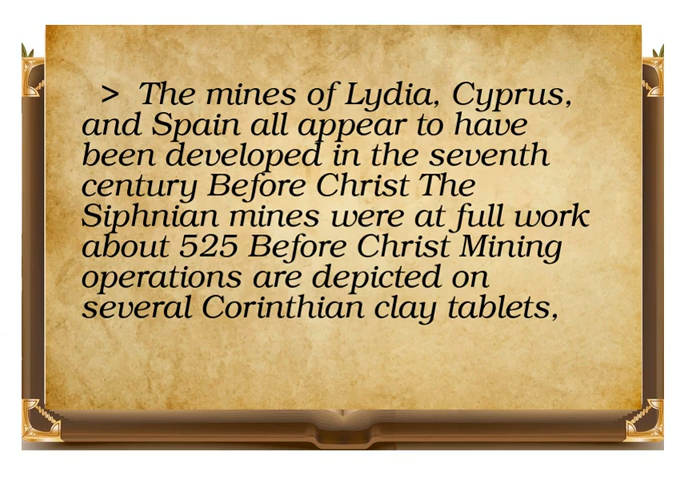 > The mines of Lydia, Cyprus,
and Spain all appear to have
been developed in the seventh
century Before Christ The
Siphnian mines were at full work
about 525 Before Christ Mining
operations are depicted on
several Corinthian clay tablets,